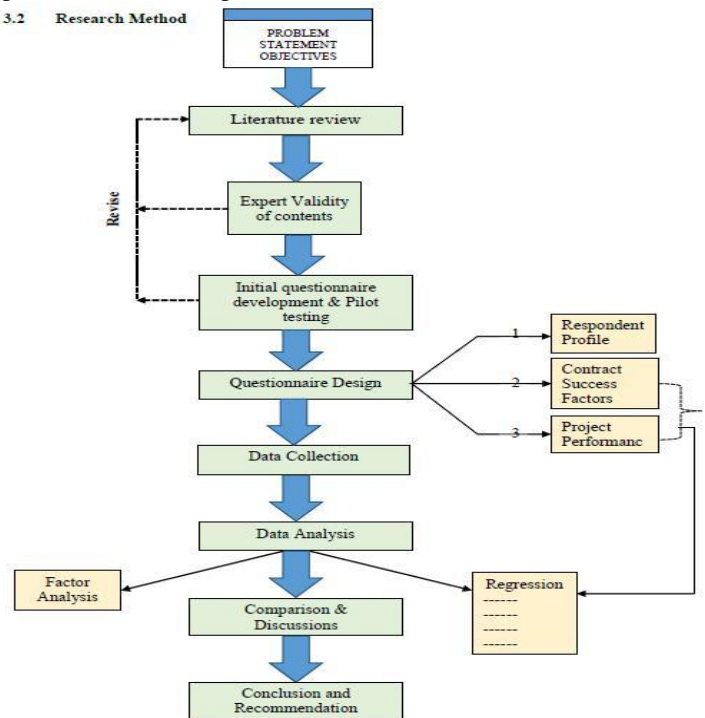 3.2 Research Method
PROBLEM
STATEMENT
OBJECTIVES
Literature review
Revise
Expert Validity
of contents
Initial questionnaire
development & Pilot
testing
1
Respondent
Profile
Questionnaire Design
2
Contract
Success
Factors
3
Project
Performanc
Data Collection
Data Analysis
Factor
Analysis
Regression
------
------
------
------
Comparison &
Discussions
Conclusion and
Recommendation